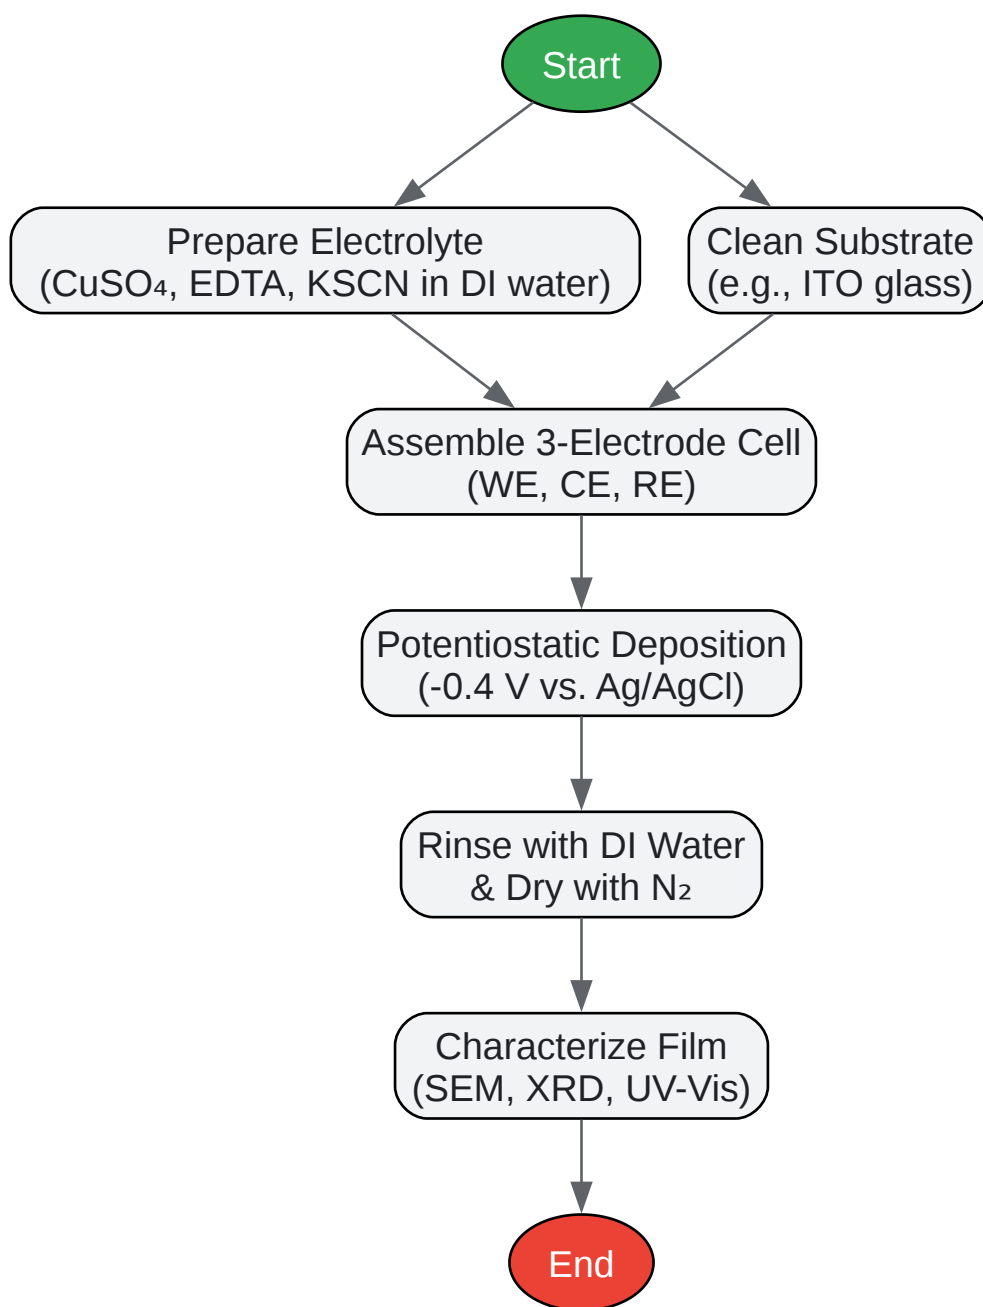 Start
Prepare Electrolyte
(CuSO₄, EDTA, KSCN in DI water)
Clean Substrate
(e.g., ITO glass)
Assemble 3-Electrode Cell
(WE, CE, RE)
Potentiostatic Deposition
(-0.4 V vs. Ag/AgCl)
Rinse with DI Water
& Dry with N₂
Characterize Film
(SEM, XRD, UV-Vis)
End